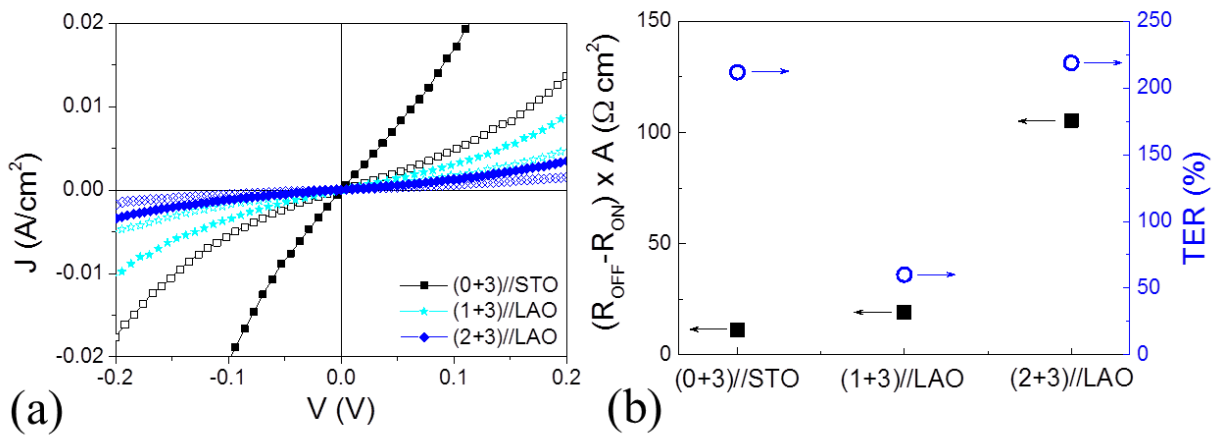 0.02
0.01
0.00
-0.01
-0.02
J (A/cm²)
(0+3)//STO
(1+3)//LAO
(2+3)//LAO
-0.2 -0.1 0.0 0.1 0.2
V (V)
(a)
150
100
50
0
(R_OFF-R_ON) x A (Ω cm²)
250
200
150
100
50
0
TER (%)
(0+3)//STO (1+3)//LAO (2+3)//LAO
(b)